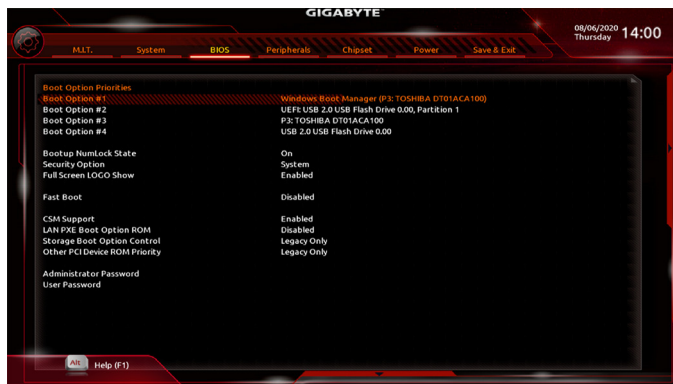 GIGABYTE
08/06/2020 14:00
Thursday
M.I.T. System BIOS Peripherals Chipset Power Save & Exit
Boot Option Priorities
Boot Option #1 Windows Boot Manager (P3: TOSHIBA DT01ACA100)
Boot Option #2 UEFI: USB 2.0 USB Flash Drive 0.00, Partition 1
Boot Option #3 P3: TOSHIBA DT01ACA100
Boot Option #4 USB 2.0 USB Flash Drive 0.00
Bootup NumLock State On
Security Option System
Full Screen LOGO Show Enabled
Fast Boot Disabled
CSM Support Enabled
LAN PXE Boot Option ROM Disabled
Storage Boot Option Control Legacy Only
Other PCI Device ROM Priority Legacy Only
Administrator Password
User Password
Alt Help (F1)